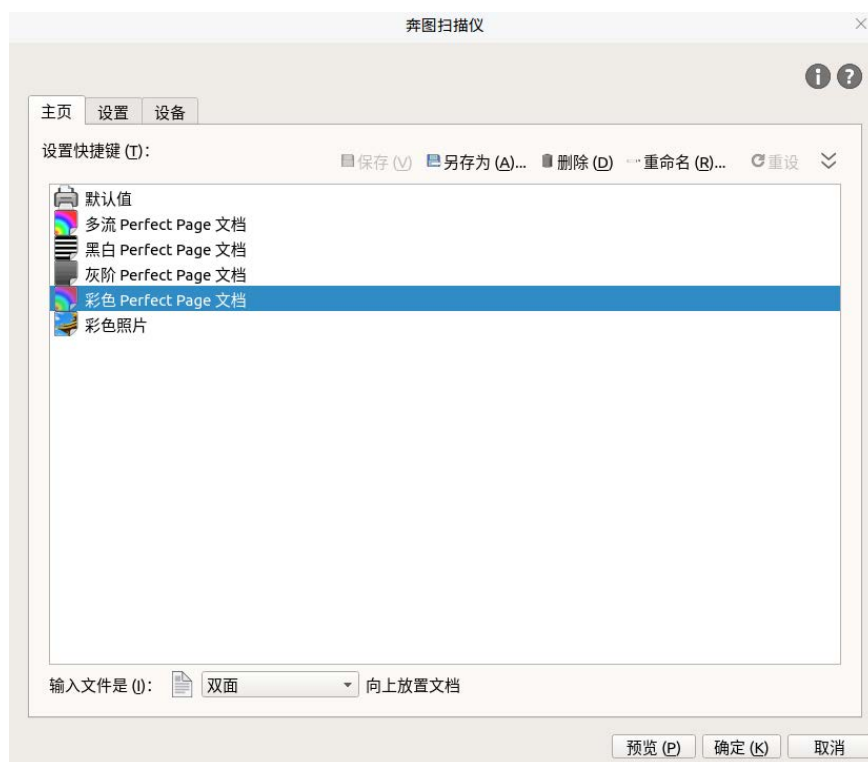 奔图扫描仪
主页 设置 设备
设置快捷键 (T): 保存 (V) 另存为 (A)... 删除 (D) 重命名 (R)... 重设
默认值
多流 Perfect Page 文档
黑白 Perfect Page 文档
灰阶 Perfect Page 文档
彩色 Perfect Page 文档
彩色照片
输入文件是 (I): 双面 向上放置文档
预览 (P) 确定 (K) 取消